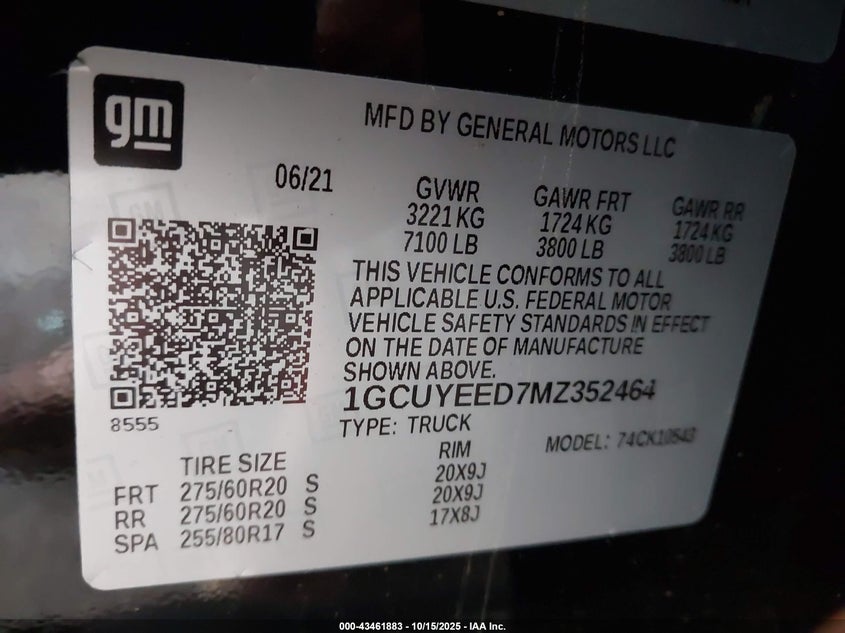 gm
MFD BY GENERAL MOTORS LLC
06/21
GVWR GAWR FRT GAWR RR
3221 KG 1724 KG 1724 KG
7100 LB 3800 LB 3800 LB
THIS VEHICLE CONFORMS TO ALL
APPLICABLE U.S. FEDERAL MOTOR
VEHICLE SAFETY STANDARDS IN EFFECT
ON THE DATE OF MANUFACTURE
SHOWN ABOVE.
1GCUYEED7MZ352464
8555
TYPE: TRUCK MODEL: 74CK10543
TIRE SIZE RIM
FRT 275/60R20 S 20X9J
RR 275/60R20 S 20X9J
SPA 255/80R17 S 17X8J
000-43461883 - 10/15/2025 - IAA Inc.